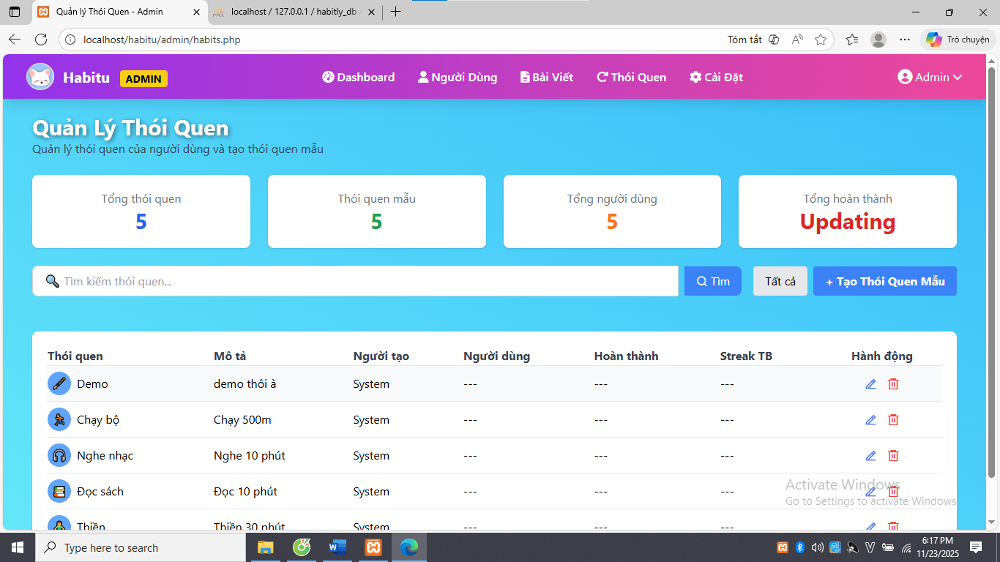 Quản lý Thói Quen - Admin
localhost / 127.0.0.1 / habitly_db /
localhost/habitu/admin/habits.php
Tóm tắt
Trò chuyện
Habitu ADMIN
Dashboard Người Dùng Bài Viết Thói Quen Cài Đặt
Admin
Quản Lý Thói Quen
Quản lý thói quen của người dùng và tạo thói quen mẫu
Tổng thói quen
5
Thói quen mẫu
5
Tổng người dùng
5
Tổng hoàn thành
Updating
Tìm kiếm thói quen...
Tìm
Tất cả
+ Tạo Thói Quen Mẫu
Thói quen Mô tả Người tạo Người dùng Hoàn thành Streak TB Hành động
Demo demo thôi à System --- --- ---
Chạy bộ Chạy 500m System --- --- ---
Nghe nhạc Nghe 10 phút System --- --- ---
Đọc sách Đọc 10 phút System --- --- ---
Thiền Thiền 30 phút System
Activate Windows
Go to Settings to activate Windows
Type here to search
6:17 PM
11/23/2025